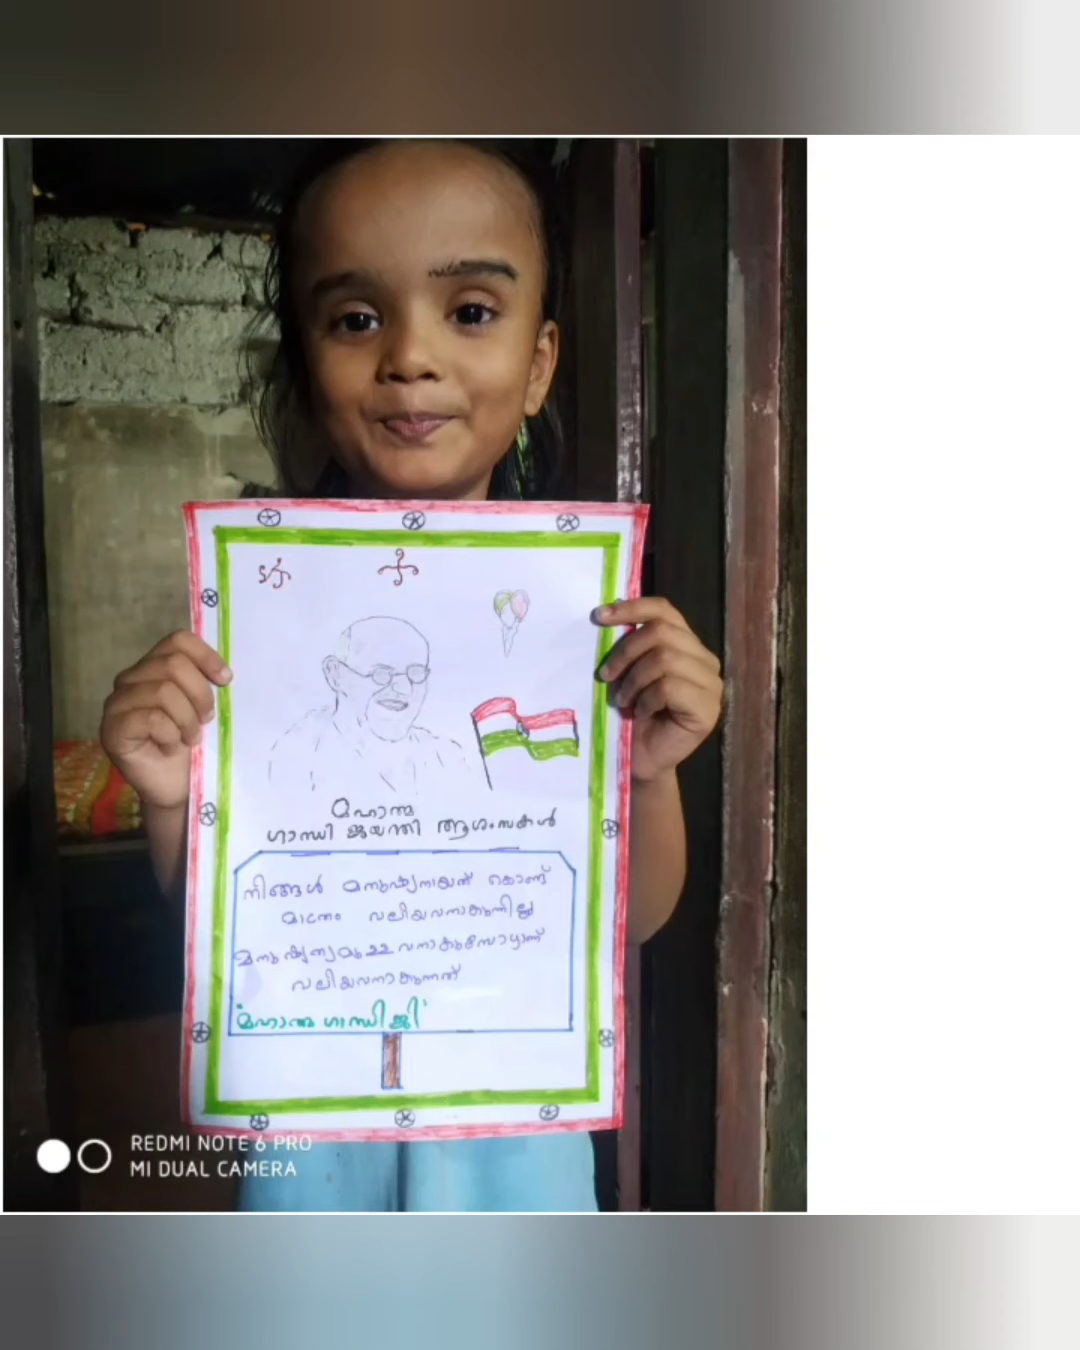 മഹാത്മ
ഗാന്ധി ജയന്തി ആശംസകൾ
നിങ്ങൾ മനുഷ്യനായത് കൊണ്ട്
മാത്രം വലിയവനാകുന്നില്ല
മനുഷ്യത്വമുള്ളവനാകുമ്പോഴാണ്
വലിയവനാകുന്നത്
"മഹാത്മ ഗാന്ധിജി"
REDMI NOTE 6 PRO
MI DUAL CAMERA